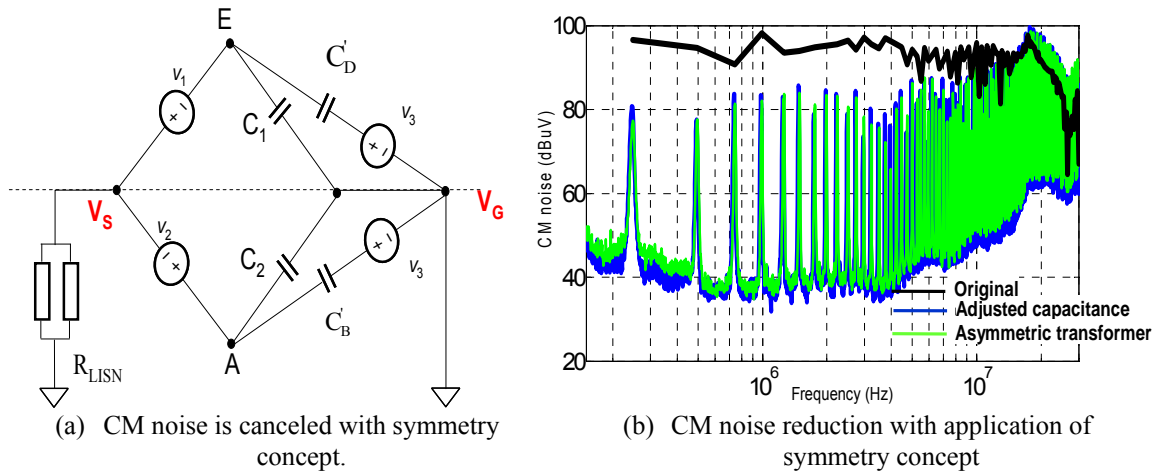 E
C'D
v1
+ −
C1
v3
+ −
VS
VG
v2
− +
C2
+ −
v3
C'B
RLISN
A
(a) CM noise is canceled with symmetry
concept.
100
80
60
40
20
CM noise (dBuV)
Original
Adjusted capacitance
Asymmetric transformer
10^6
10^7
Frequency (Hz)
(b) CM noise reduction with application of
symmetry concept